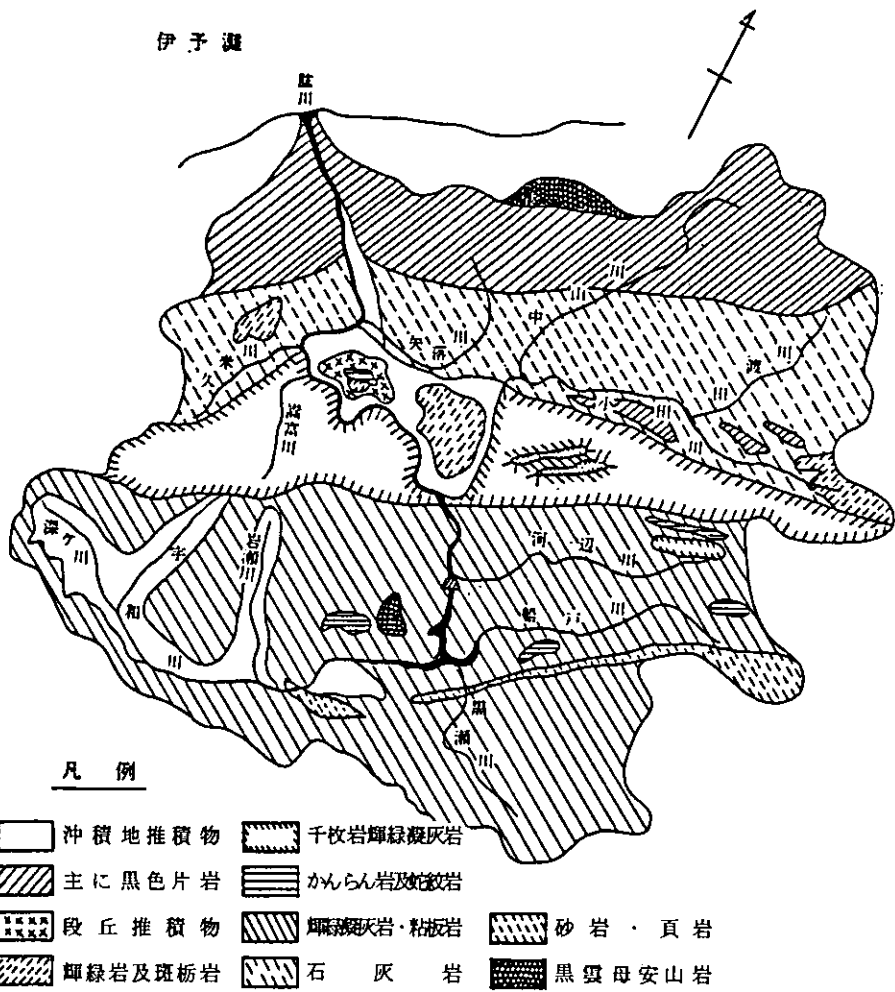 伊予灘
肱川
中山川
矢落川
久米川
小田川
渡川
嵩富川
深ケ川
宇和川
岩瀬川
河辺川
船戸川
黒瀬川
凡例
沖積地推積物
千枚岩輝緑凝灰岩
主に黒色片岩
かんらん岩及蛇紋岩
段丘推積物
輝緑凝灰岩・粘板岩
砂岩・頁岩
輝緑岩及斑栃岩
石灰岩
黒雲母安山岩